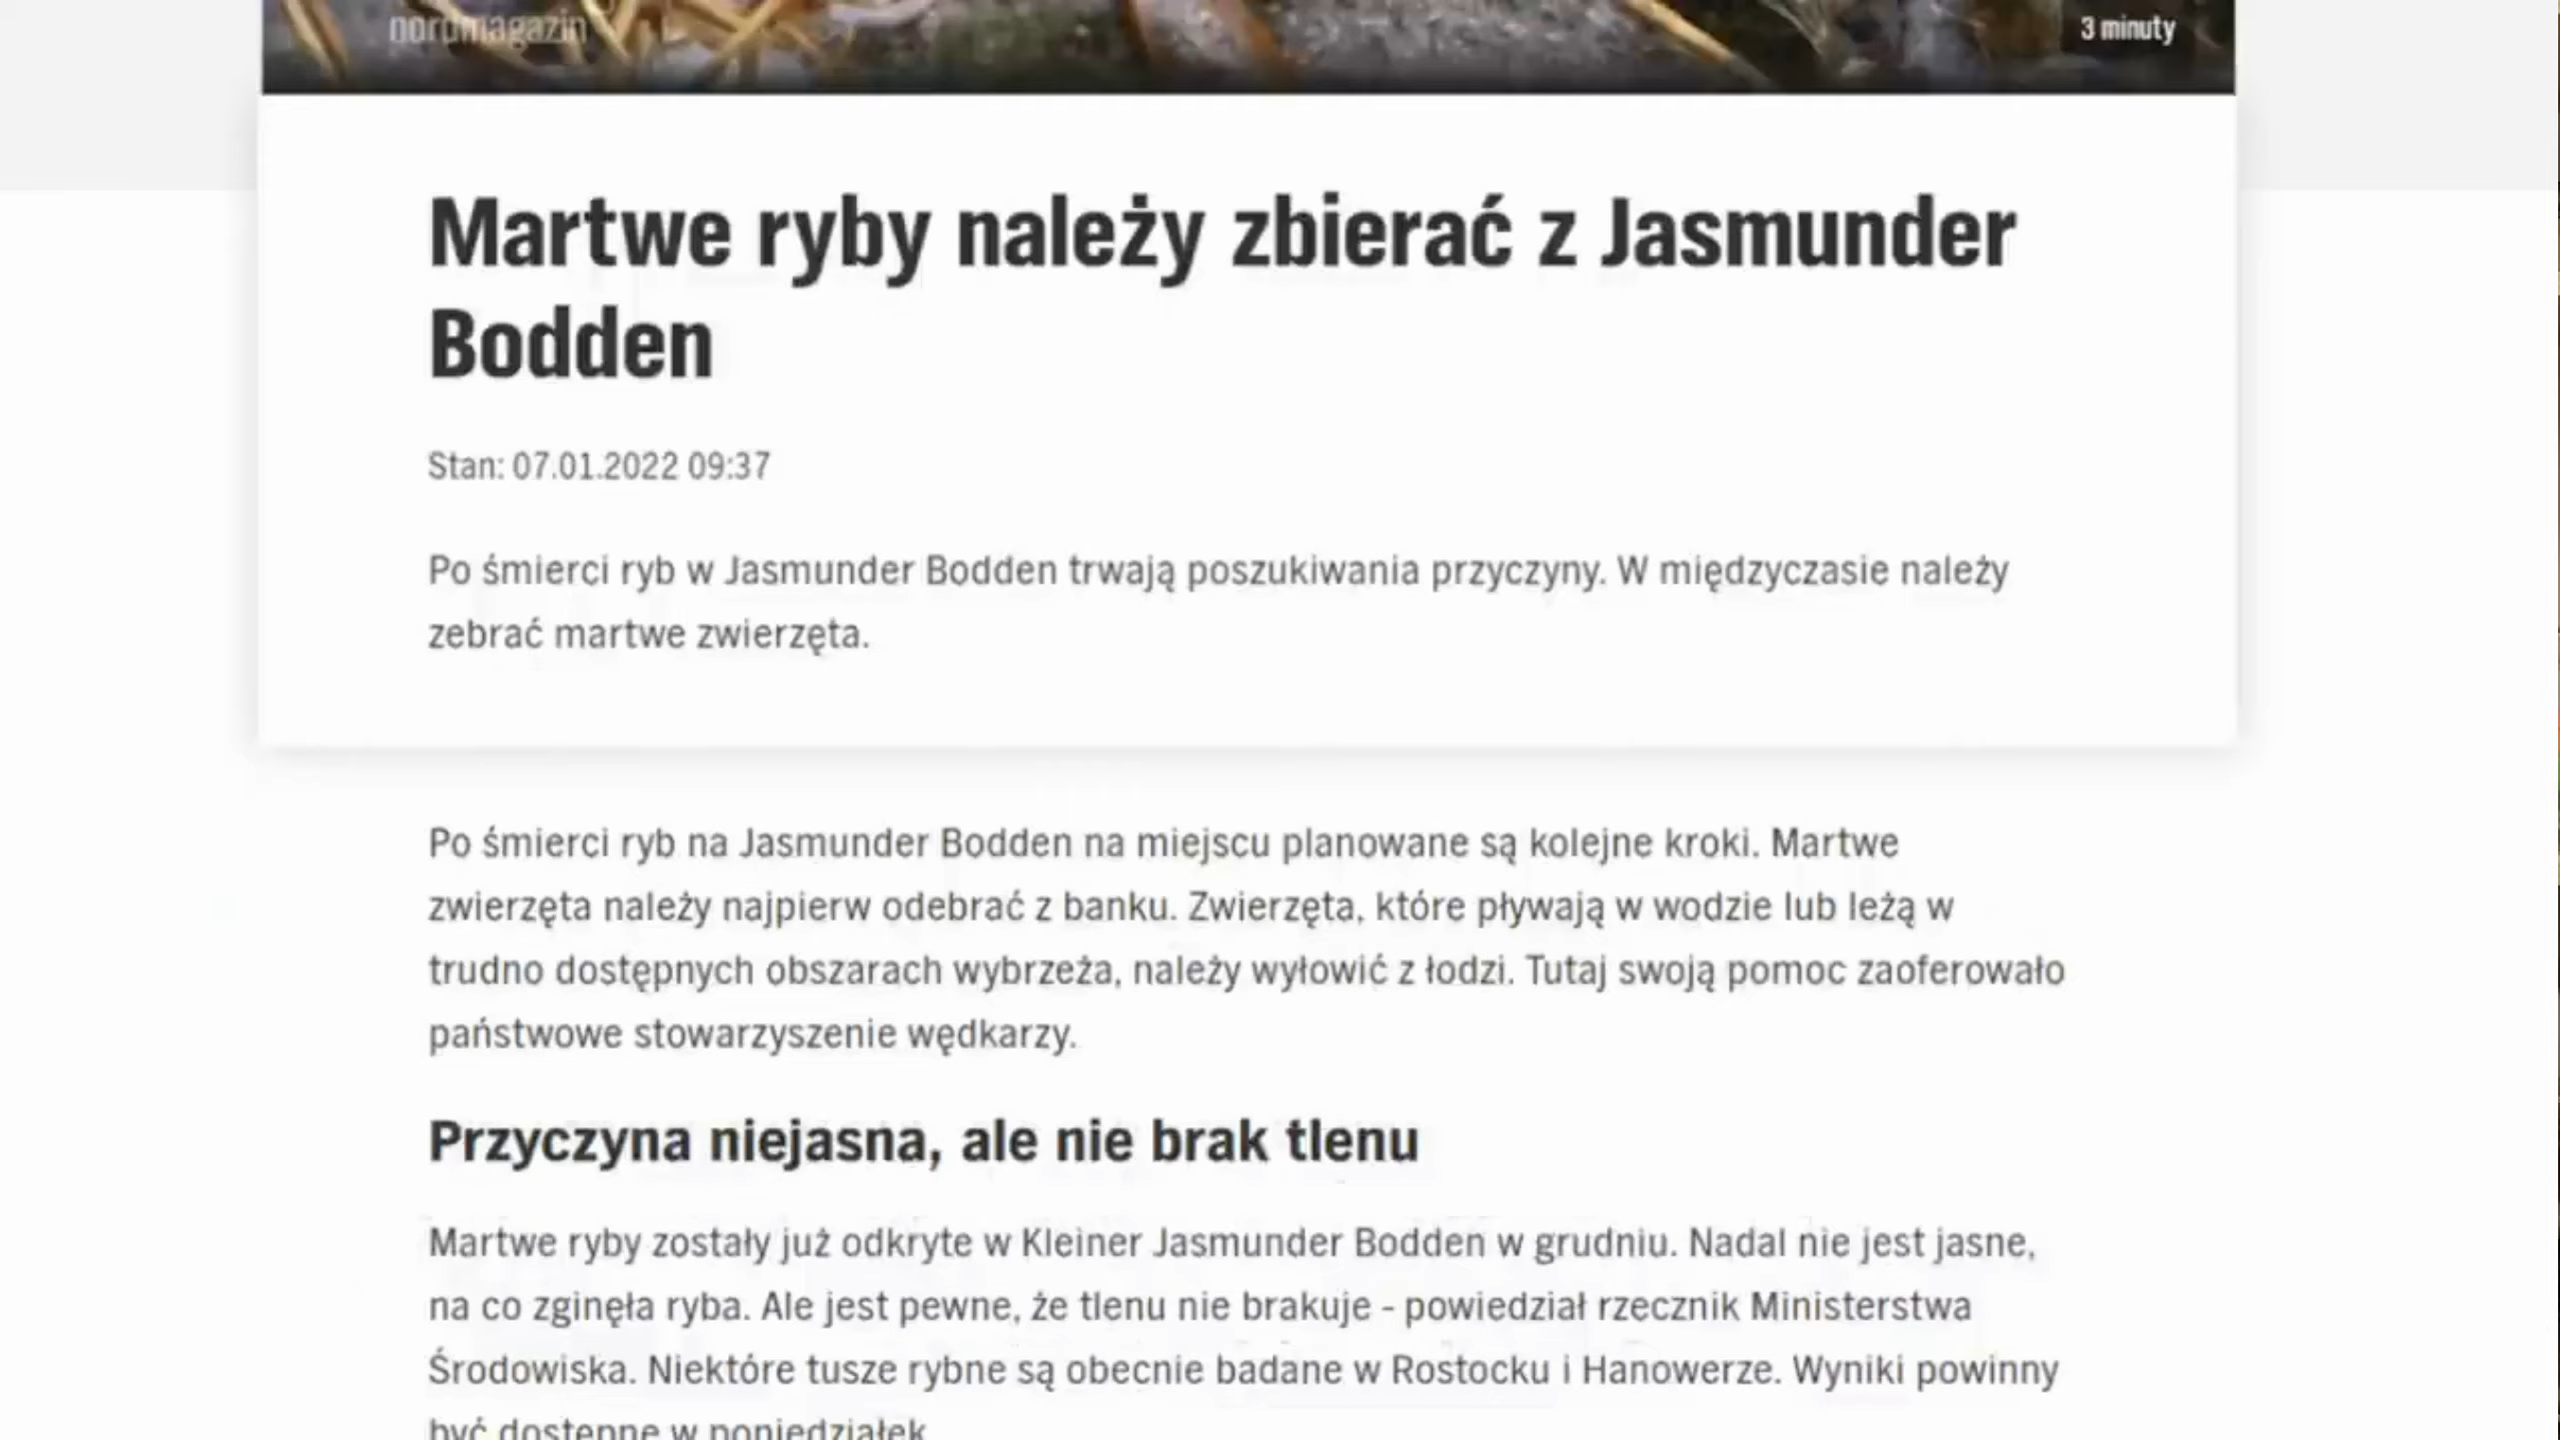 nordmagazin
3 minuty
Martwe ryby należy zbierać z Jasmunder
Bodden
Stan: 07.01.2022 09:37
Po śmierci ryb w Jasmunder Bodden trwają poszukiwania przyczyny. W międzyczasie należy
zebrać martwe zwierzęta.
Po śmierci ryb na Jasmunder Bodden na miejscu planowane są kolejne kroki. Martwe
zwierzęta należy najpierw odebrać z banku. Zwierzęta, które pływają w wodzie lub leżą w
trudno dostępnych obszarach wybrzeża, należy wyłowić z łodzi. Tutaj swoją pomoc zaoferowało
państwowe stowarzyszenie wędkarzy.
Przyczyna niejasna, ale nie brak tlenu
Martwe ryby zostały już odkryte w Kleiner Jasmunder Bodden w grudniu. Nadal nie jest jasne,
na co zginęła ryba. Ale jest pewne, że tlenu nie brakuje - powiedział rzecznik Ministerstwa
Środowiska. Niektóre tusze rybne są obecnie badane w Rostocku i Hanowerze. Wyniki powinny
być dostępne w poniedziałek